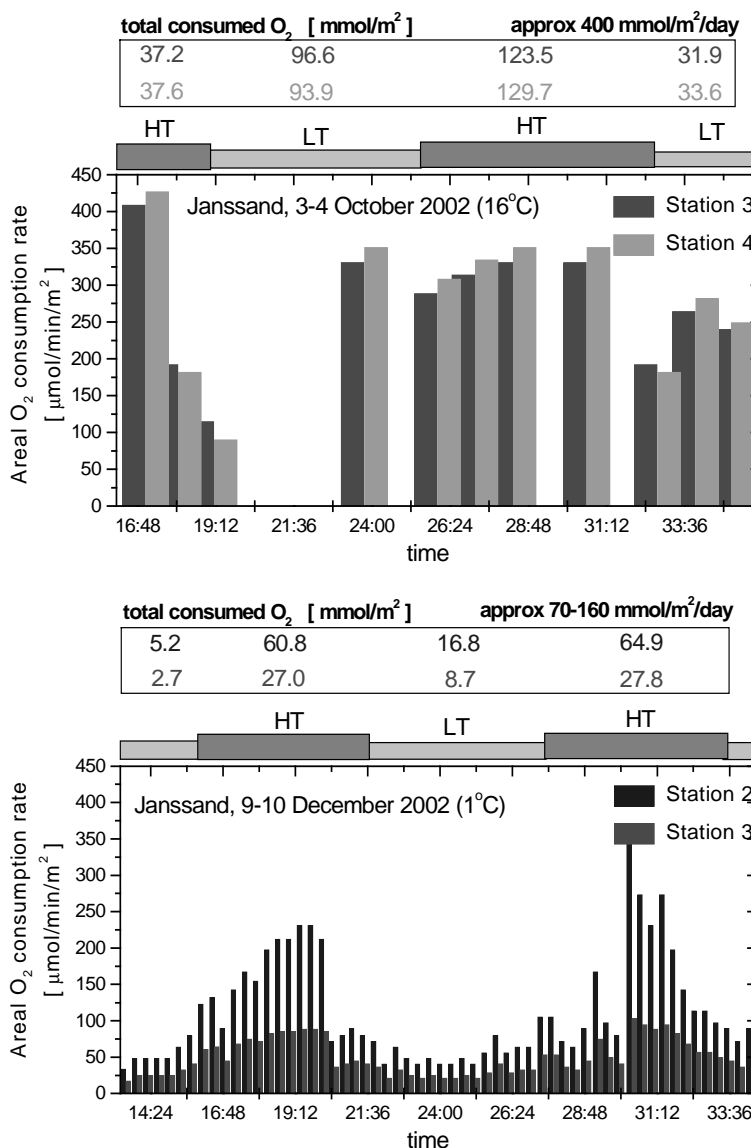 total consumed O₂ [ mmol/m² ] approx 400 mmol/m²/day
37.2 96.6 123.5 31.9
37.6 93.9 129.7 33.6
HT LT HT LT
Janssand, 3-4 October 2002 (16°C)
Station 3
Station 4
450
400
350
300
250
200
150
100
50
0
Areal O₂ consumption rate
[ μmol/min/m² ]
16:48 19:12 21:36 24:00 26:24 28:48 31:12 33:36
time
total consumed O₂ [ mmol/m² ] approx 70-160 mmol/m²/day
5.2 60.8 16.8 64.9
2.7 27.0 8.7 27.8
HT LT HT
Janssand, 9-10 December 2002 (1°C)
Station 2
Station 3
450
400
350
300
250
200
150
100
50
0
Areal O₂ consumption rate
[ μmol/min/m² ]
14:24 16:48 19:12 21:36 24:00 26:24 28:48 31:12 33:36
time